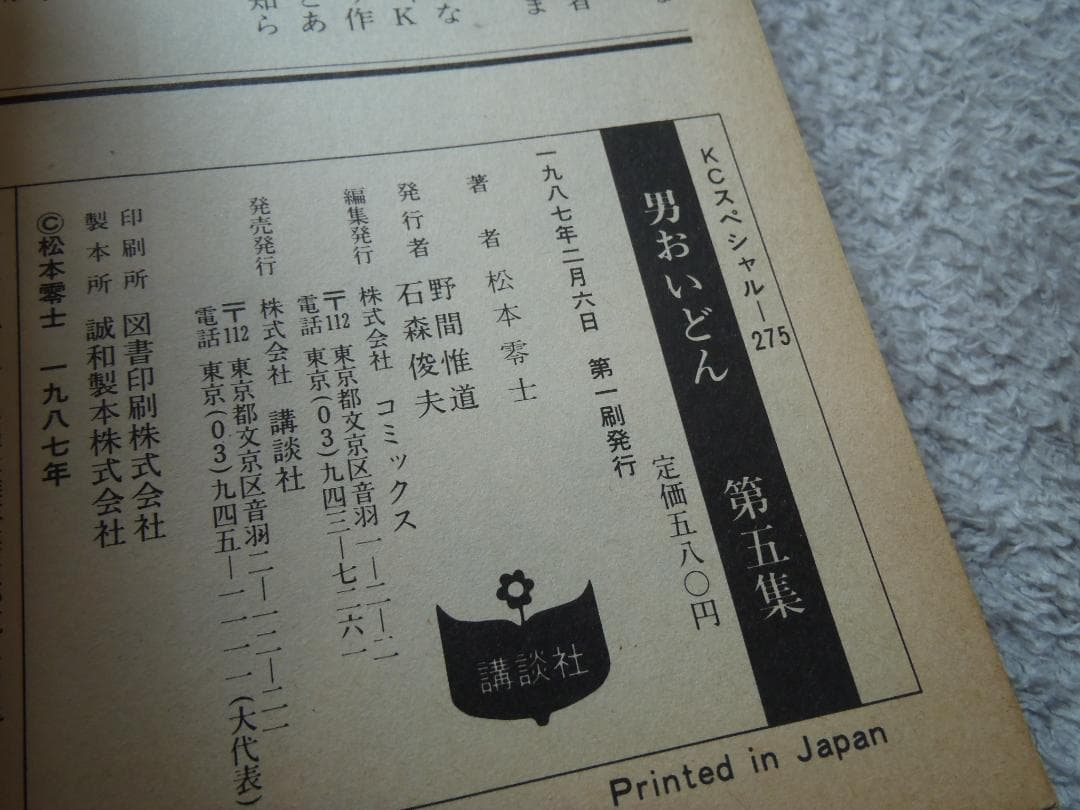 KCスペシャル—275
男おいどん 第五集
定価五八〇円
一九八七年二月六日 第一刷発行
著者 松本零士
発行者 野間惟道
石森俊夫
編集発行 株式会社 コミックス
〒112 東京都文京区音羽一—二—二
電話 東京(03)九四三—七二六一
発売発行 株式会社 講談社
〒112 東京都文京区音羽二—一二—二一
電話 東京(03)九四五—一一一一(大代表)
印刷所 図書印刷株式会社
製本所 誠和製本株式会社
©松本零士 一九八七年
講談社
Printed in Japan